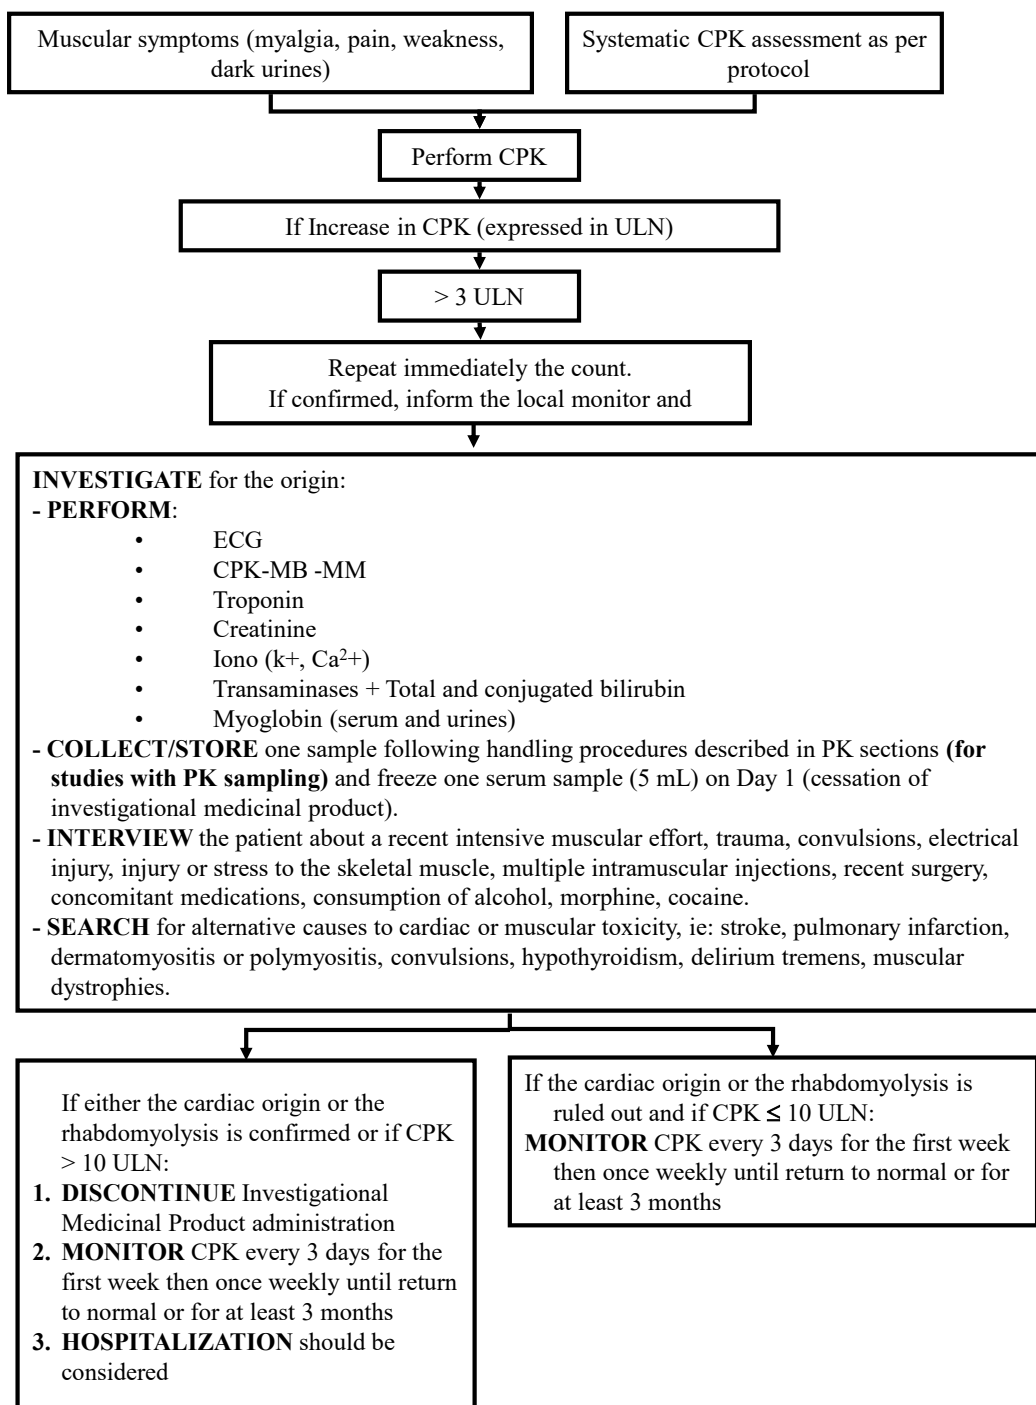 Muscular symptoms (myalgia, pain, weakness,
dark urines)
Systematic CPK assessment as per
protocol
Perform CPK
If Increase in CPK (expressed in ULN)
> 3 ULN
Repeat immediately the count.
If confirmed, inform the local monitor and
INVESTIGATE for the origin:
- PERFORM:
• ECG
• CPK-MB -MM
• Troponin
• Creatinine
• Iono (k+, Ca²⁺)
• Transaminases + Total and conjugated bilirubin
• Myoglobin (serum and urines)
- COLLECT/STORE one sample following handling procedures described in PK sections (for
studies with PK sampling) and freeze one serum sample (5 mL) on Day 1 (cessation of
investigational medicinal product).
- INTERVIEW the patient about a recent intensive muscular effort, trauma, convulsions, electrical
injury, injury or stress to the skeletal muscle, multiple intramuscular injections, recent surgery,
concomitant medications, consumption of alcohol, morphine, cocaine.
- SEARCH for alternative causes to cardiac or muscular toxicity, ie: stroke, pulmonary infarction,
dermatomyositis or polymyositis, convulsions, hypothyroidism, delirium tremens, muscular
dystrophies.
If either the cardiac origin or the
rhabdomyolysis is confirmed or if CPK
> 10 ULN:
1. DISCONTINUE Investigational
Medicinal Product administration
2. MONITOR CPK every 3 days for the
first week then once weekly until return
to normal or for at least 3 months
3. HOSPITALIZATION should be
considered
If the cardiac origin or the rhabdomyolysis is
ruled out and if CPK ≤ 10 ULN:
MONITOR CPK every 3 days for the first week
then once weekly until return to normal or for
at least 3 months